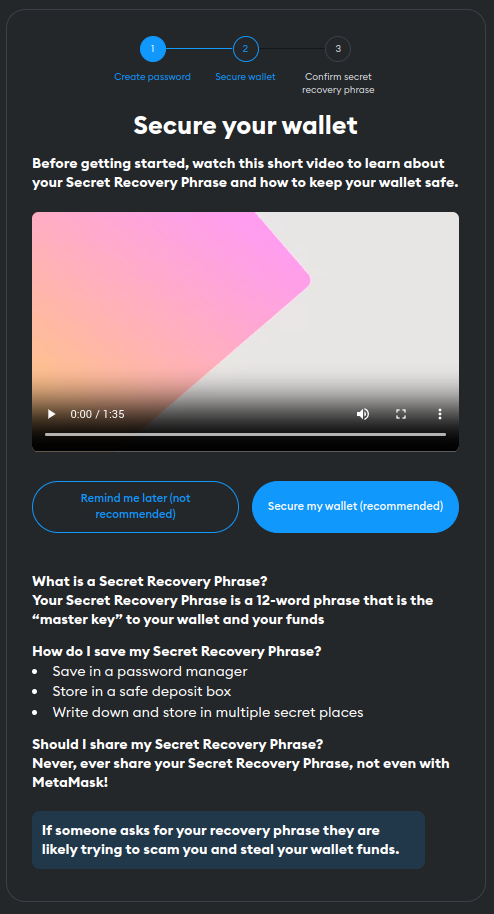 1
2
3
Create password
Secure wallet
Confirm secret
recovery phrase
Secure your wallet
Before getting started, watch this short video to learn about
your Secret Recovery Phrase and how to keep your wallet safe.
0:00 / 1:35
Remind me later (not
recommended)
Secure my wallet (recommended)
What is a Secret Recovery Phrase?
Your Secret Recovery Phrase is a 12-word phrase that is the
“master key” to your wallet and your funds
How do I save my Secret Recovery Phrase?
• Save in a password manager
• Store in a safe deposit box
• Write down and store in multiple secret places
Should I share my Secret Recovery Phrase?
Never, ever share your Secret Recovery Phrase, not even with
MetaMask!
If someone asks for your recovery phrase they are
likely trying to scam you and steal your wallet funds.